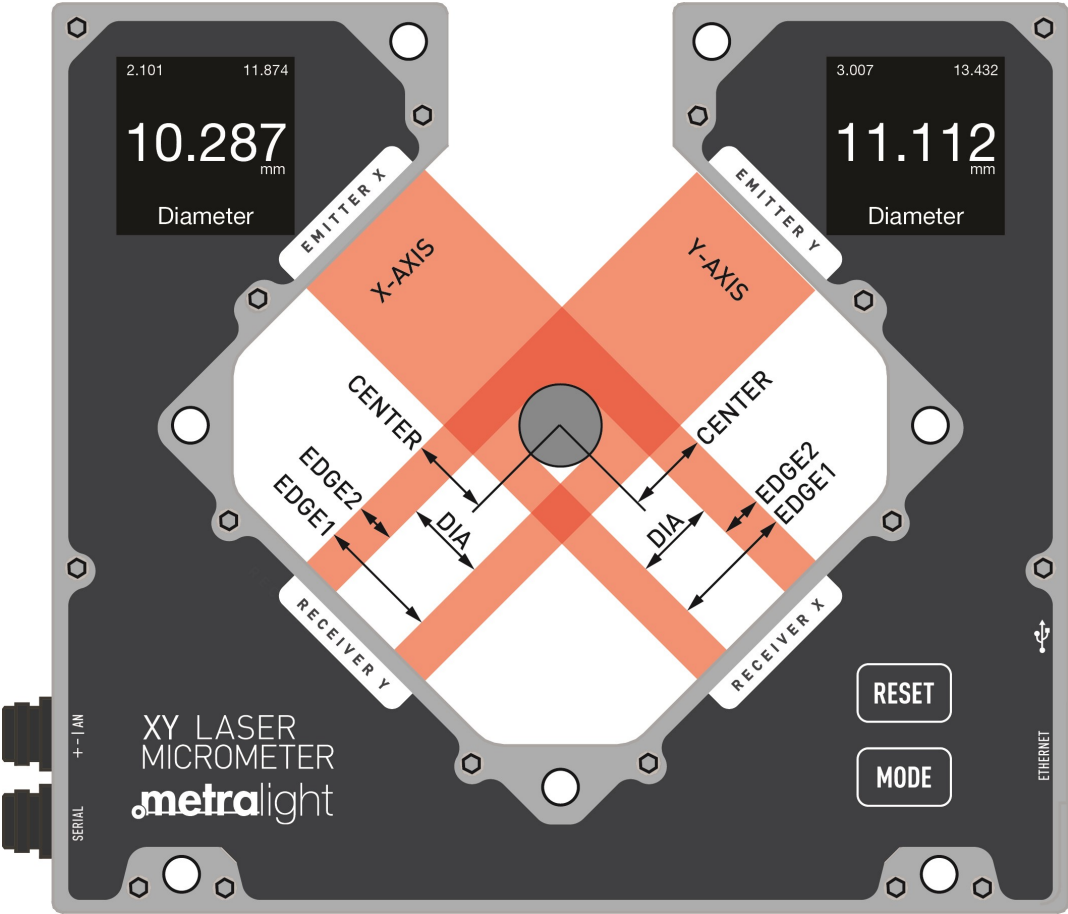 2.101 11.874
10.287
mm
Diameter
3.007 13.432
11.112
mm
Diameter
EMITTER X
EMITTER Y
X-AXIS
Y-AXIS
CENTER
CENTER
EDGE2
EDGE1
DIA
DIA
EDGE2
EDGE1
RECEIVER Y
RECEIVER X
RESET
MODE
XY LASER
MICROMETER
metralight
+-| AN
SERIAL
ETHERNET